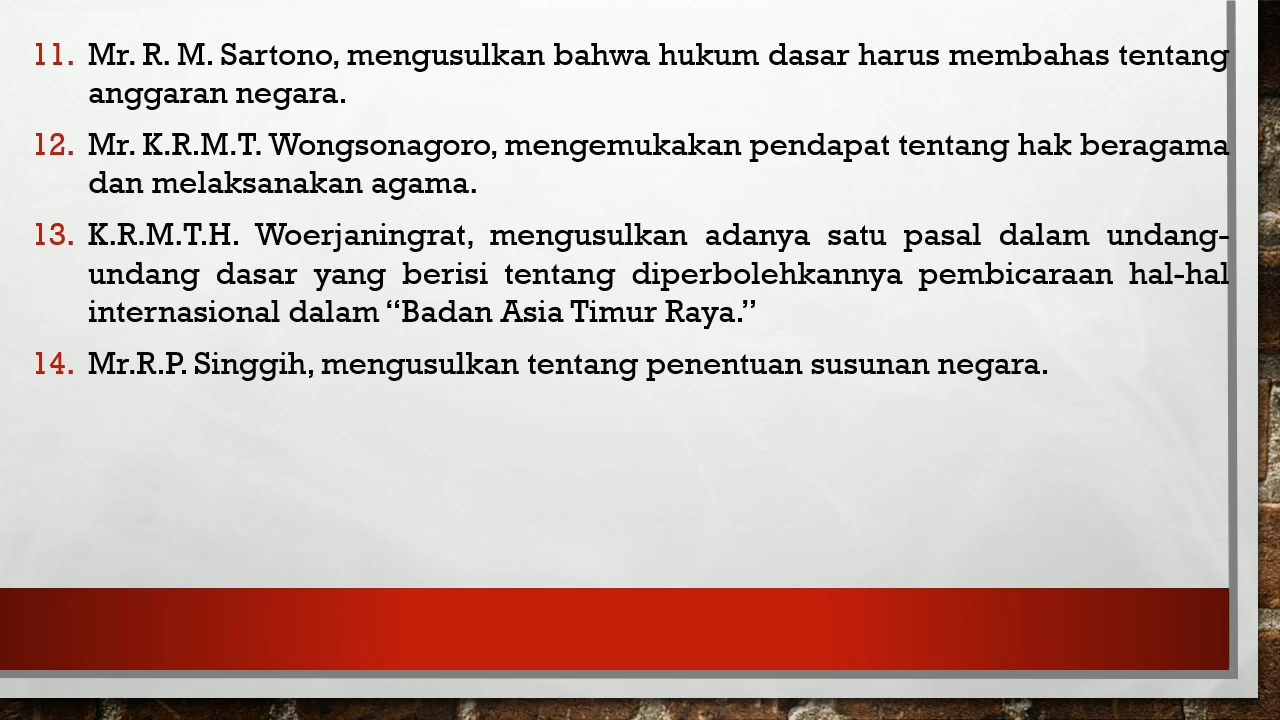 11. Mr. R. M. Sartono, mengusulkan bahwa hukum dasar harus membahas tentang
anggaran negara.
12. Mr. K.R.M.T. Wongsonagoro, mengemukakan pendapat tentang hak beragama
dan melaksanakan agama.
13. K.R.M.T.H. Woerjaningrat, mengusulkan adanya satu pasal dalam undang-
undang dasar yang berisi tentang diperbolehkannya pembicaraan hal-hal
internasional dalam “Badan Asia Timur Raya.”
14. Mr.R.P. Singgih, mengusulkan tentang penentuan susunan negara.